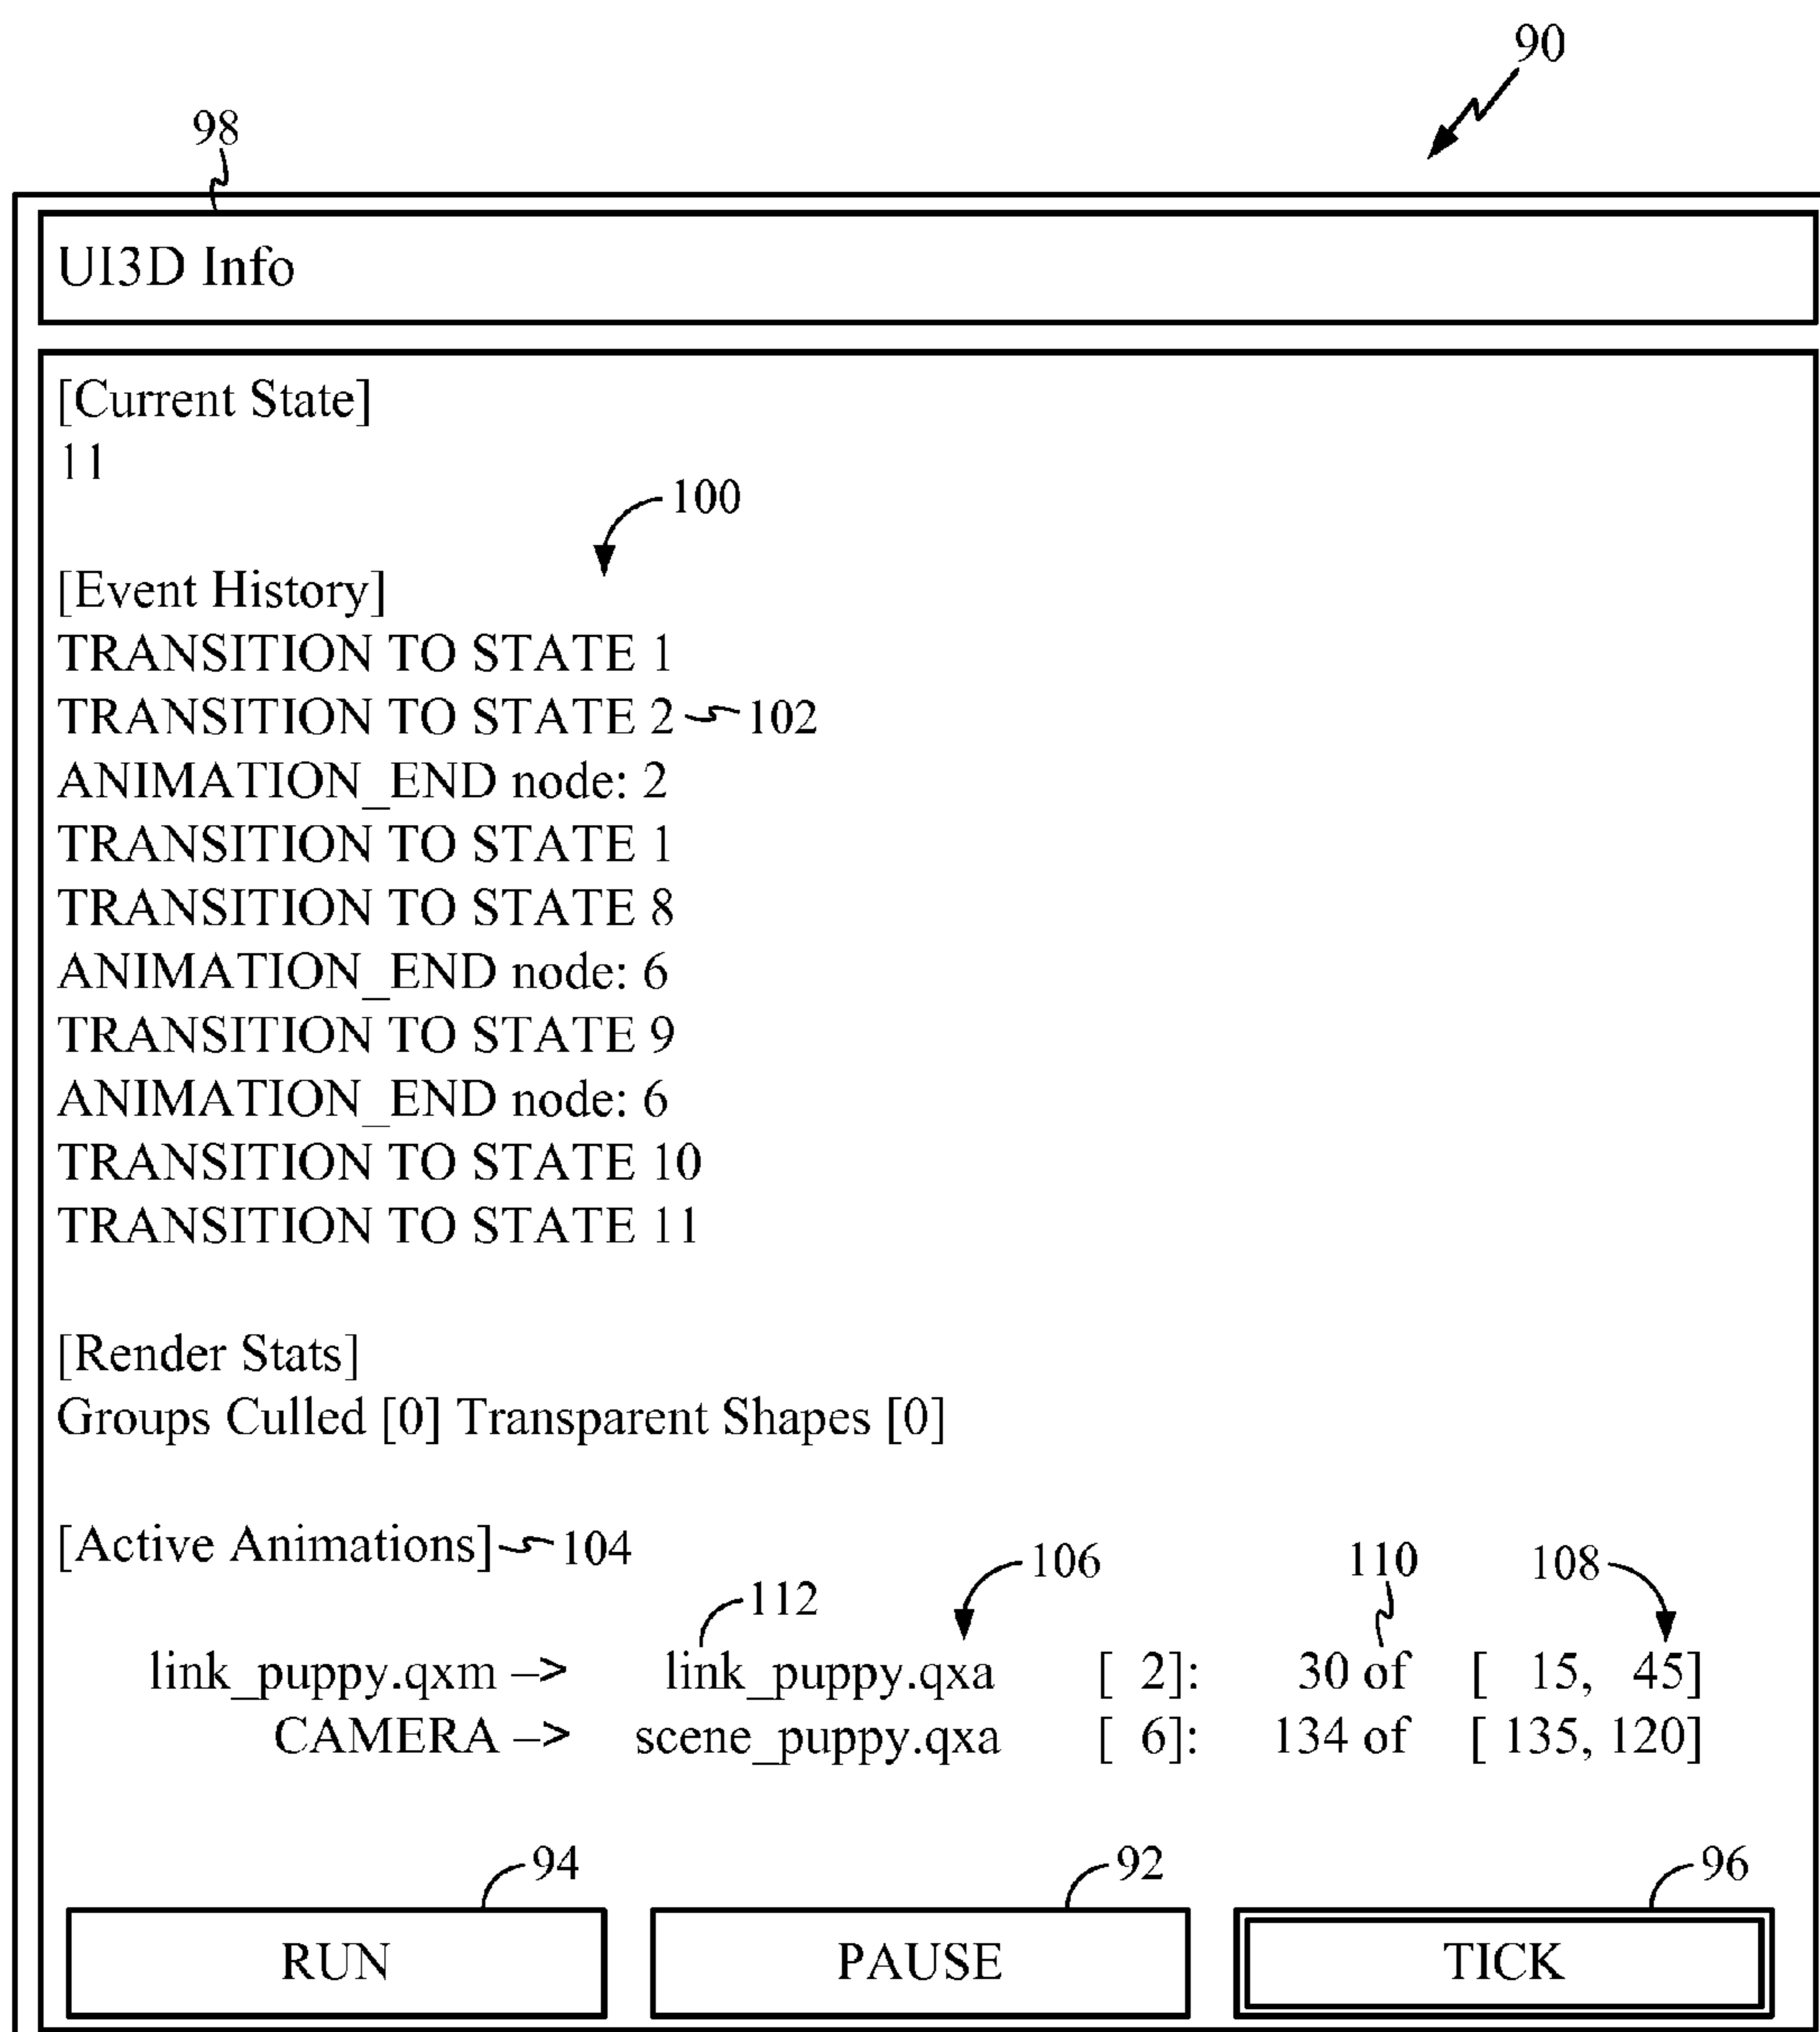 90
98
UI3D Info
[Current State]
11
100
[Event History]
TRANSITION TO STATE 1
TRANSITION TO STATE 2 102
ANIMATION_END node: 2
TRANSITION TO STATE 1
TRANSITION TO STATE 8
ANIMATION_END node: 6
TRANSITION TO STATE 9
ANIMATION_END node: 6
TRANSITION TO STATE 10
TRANSITION TO STATE 11
[Render Stats]
Groups Culled [0] Transparent Shapes [0]
[Active Animations] 104 106 110 108
112
link_puppy.qxm –> link_puppy.qxa [ 2]: 30 of [ 15, 45]
CAMERA –> scene_puppy.qxa [ 6]: 134 of [ 135, 120]
94 92 96
RUN PAUSE TICK